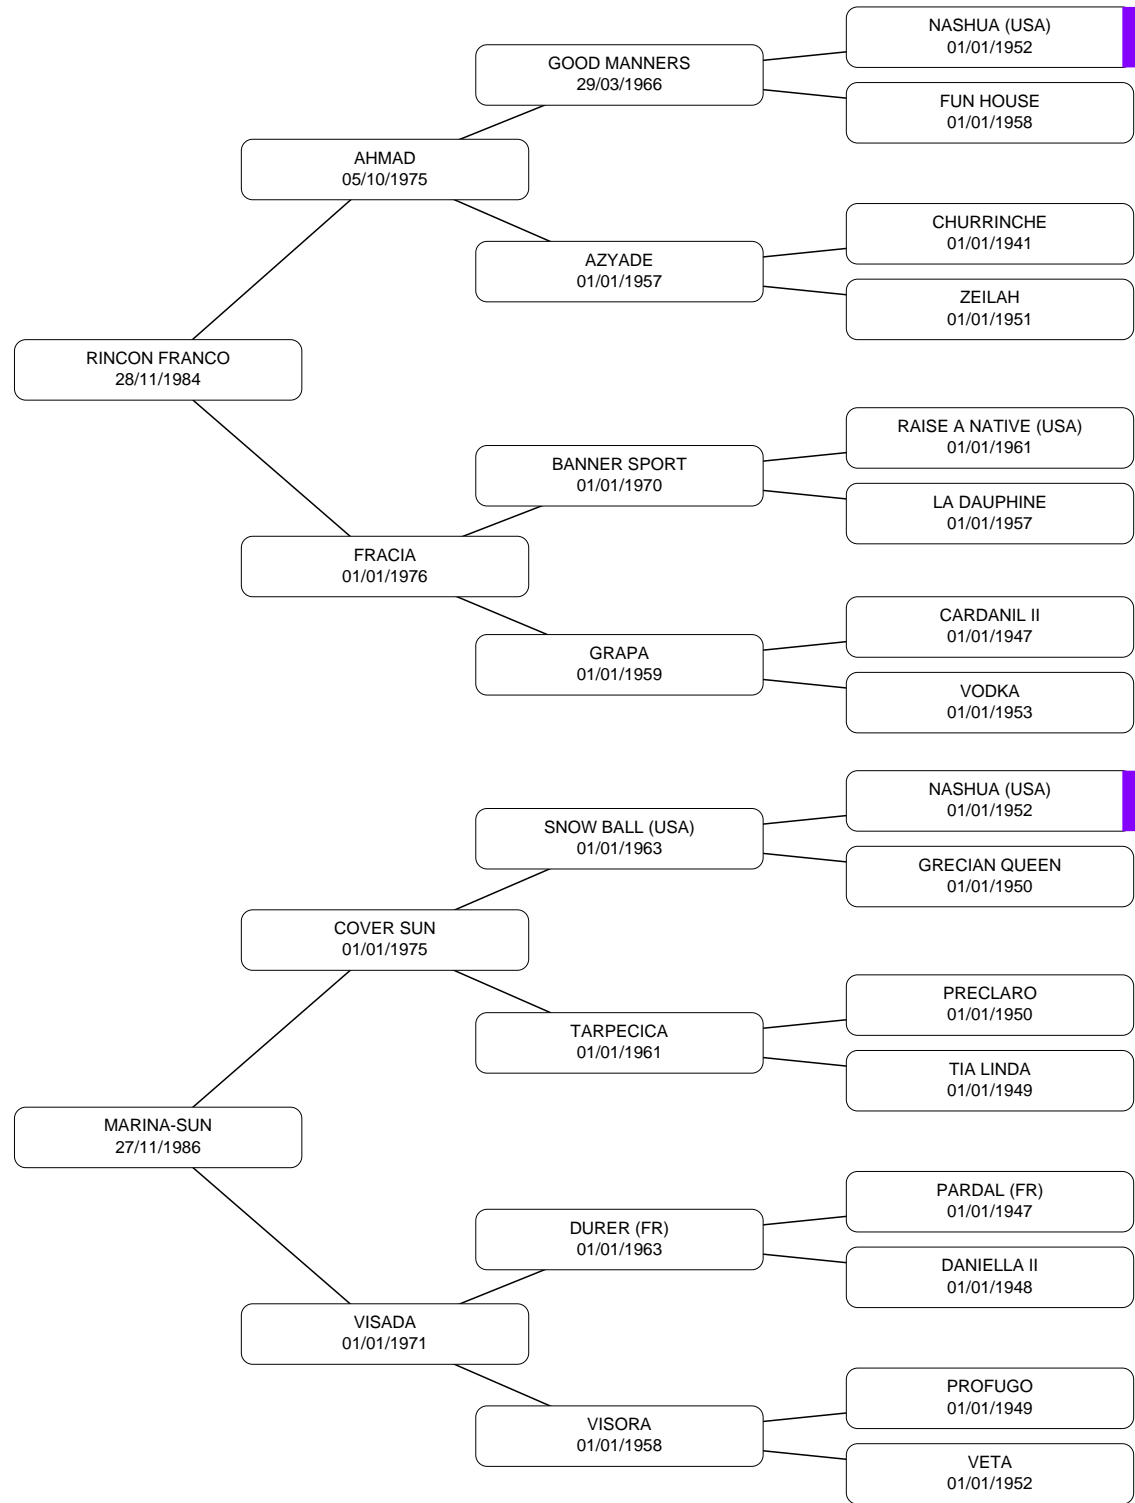 NASHUA (USA)
01/01/1952
GOOD MANNERS
29/03/1966
FUN HOUSE
01/01/1958
AHMAD
05/10/1975
CHURRINCHE
01/01/1941
AZYADE
01/01/1957
ZEILAH
01/01/1951
RINCON FRANCO
28/11/1984
RAISE A NATIVE (USA)
01/01/1961
BANNER SPORT
01/01/1970
LA DAUPHINE
01/01/1957
FRACIA
01/01/1976
CARDANIL II
01/01/1947
GRAPA
01/01/1959
VODKA
01/01/1953
NASHUA (USA)
01/01/1952
SNOW BALL (USA)
01/01/1963
GRECIAN QUEEN
01/01/1950
COVER SUN
01/01/1975
PRECLARO
01/01/1950
TARPECICA
01/01/1961
TIA LINDA
01/01/1949
MARINA-SUN
27/11/1986
PARDAL (FR)
01/01/1947
DURER (FR)
01/01/1963
DANIELLA II
01/01/1948
VISADA
01/01/1971
PROFUGO
01/01/1949
VISORA
01/01/1958
VETA
01/01/1952